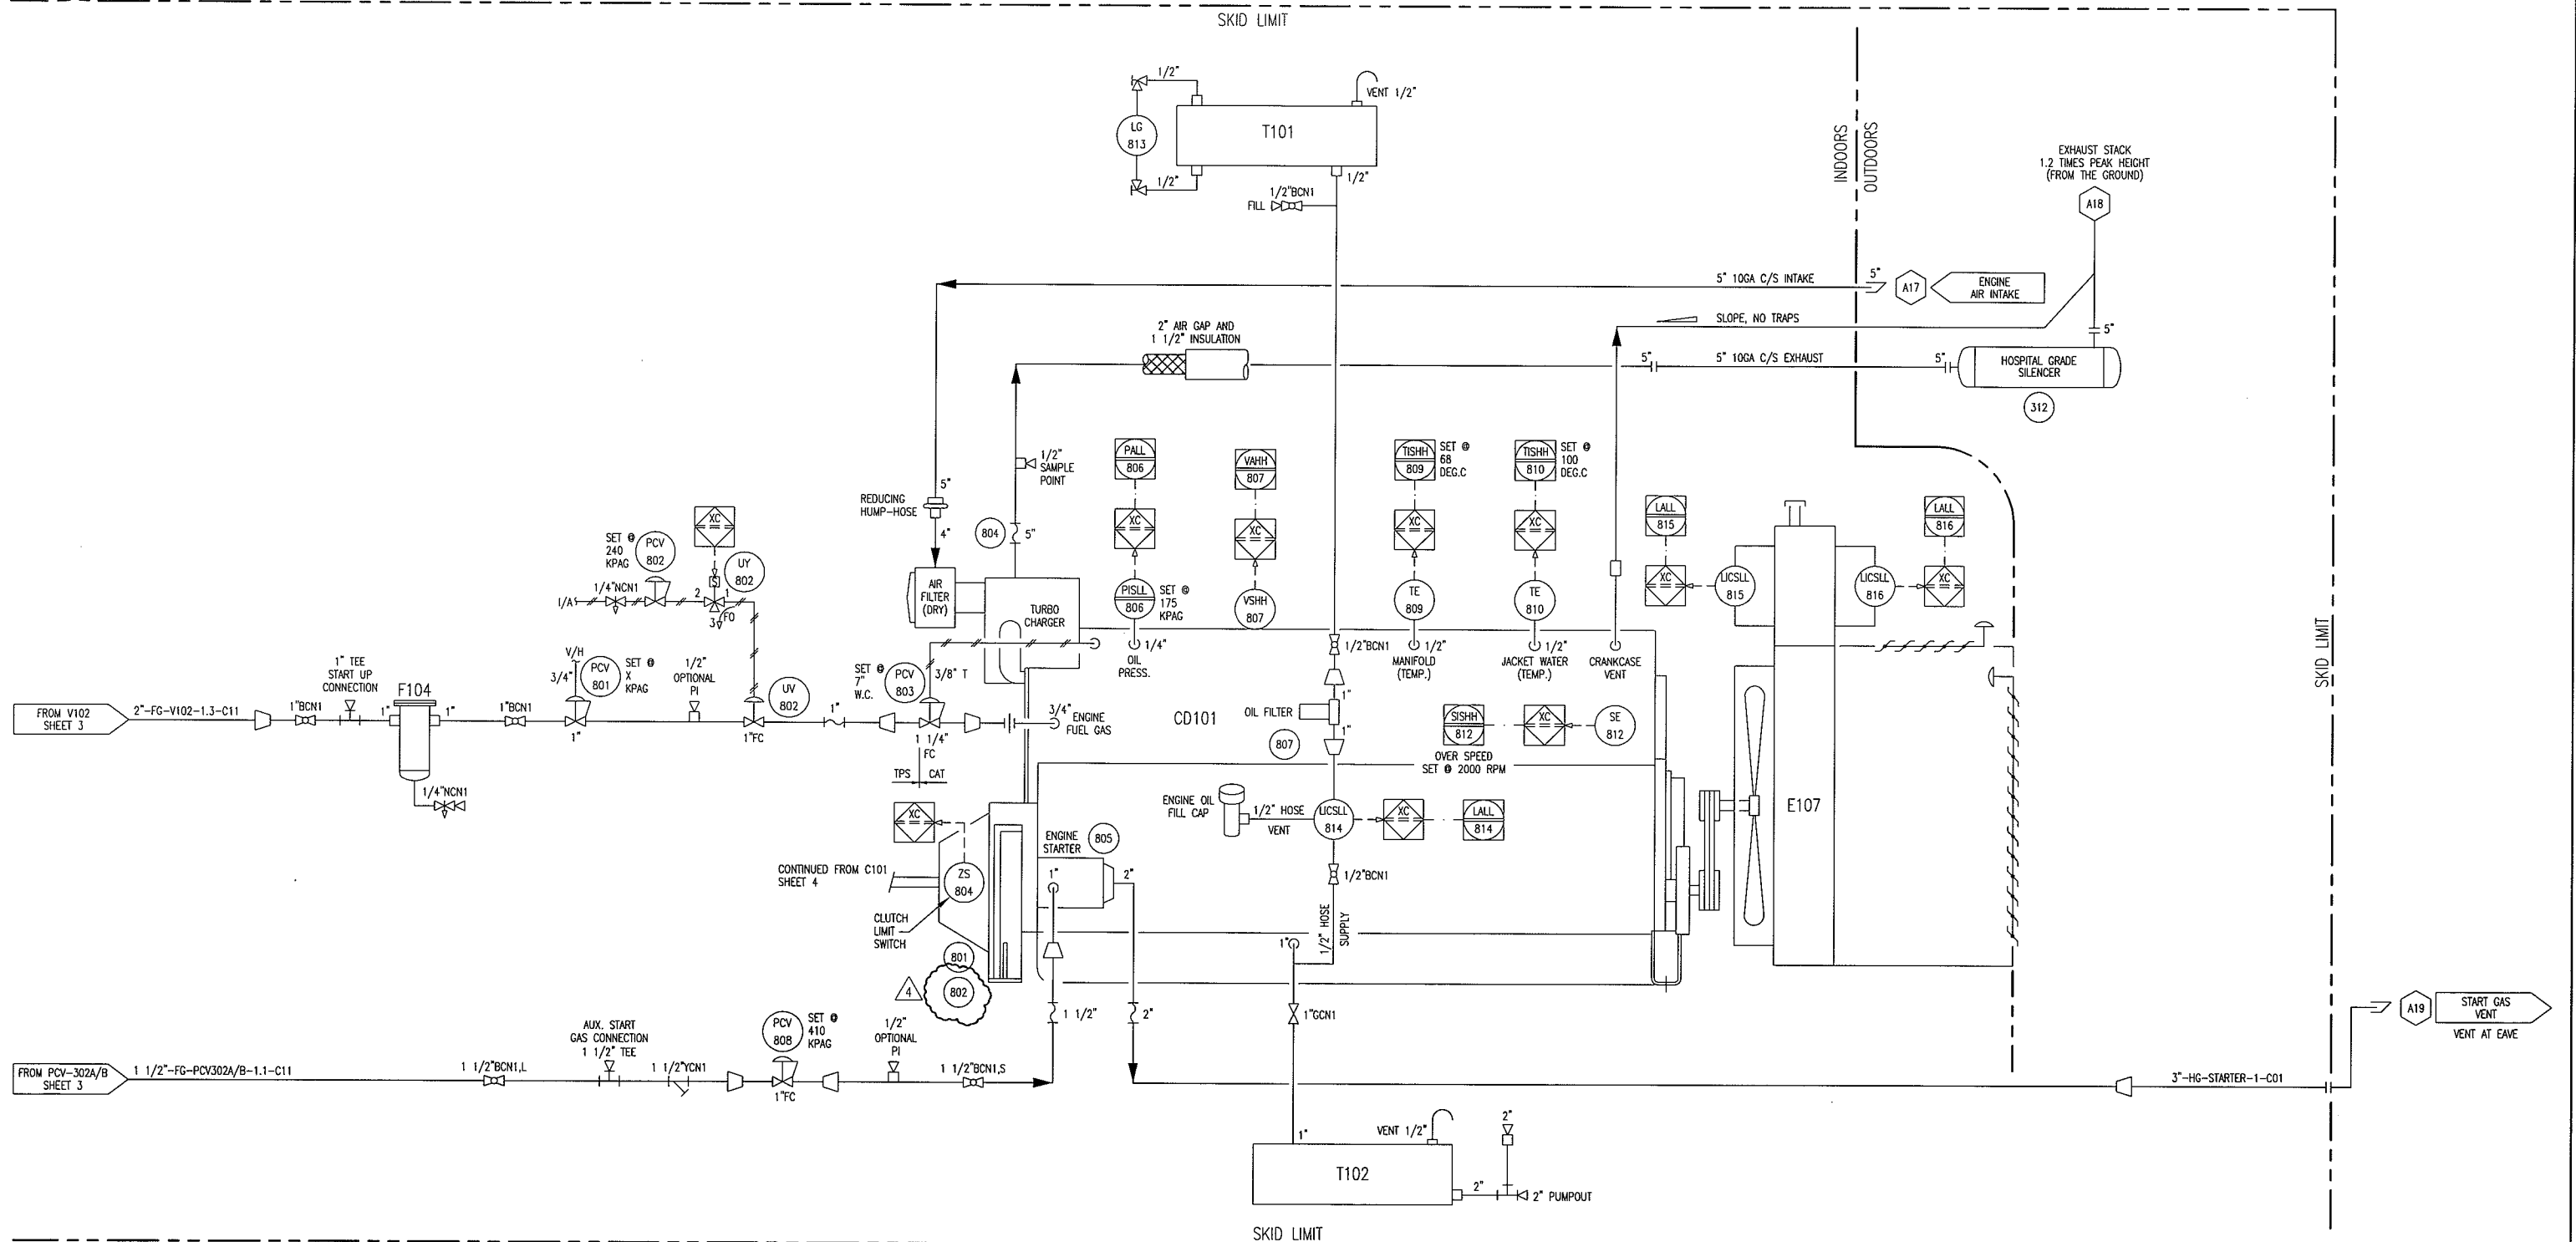 SKID LIMIT
1/2"
VENT 1/2"
LG
813
T101
1/2"
1/2"
1/2"BCN1
FILL
INDOORS
OUTDOORS
EXHAUST STACK
1.2 TIMES PEAK HEIGHT
(FROM THE GROUND)
A18
5" 10GA C/S INTAKE
5"
A17
ENGINE
AIR INTAKE
SLOPE, NO TRAPS
5"
2" AIR GAP AND
1 1/2" INSULATION
5"
5" 10GA C/S EXHAUST
5"
HOSPITAL GRADE
SILENCER
312
1/2"
SAMPLE
POINT
PALL
806
VAHH
807
TISHH
809
SET @
68
DEG.C
TISHH
810
SET @
100
DEG.C
5"
REDUCING
HUMP-HOSE
4"
804
5"
XC
XC
XC
XC
LALL
815
LALL
816
SET @
240
KPAG
PCV
802
XC
UY
802
S
1/4"NCN1
I/A
2
1
3
FO
AIR
FILTER
(DRY)
TURBO
CHARGER
PISLL
806
SET @
175
KPAG
VSHH
807
TE
809
TE
810
XC
LICSLL
815
LICSLL
816
XC
1/4"
OIL
PRESS.
1/2"BCN1
1/2"
MANIFOLD
(TEMP.)
1/2"
JACKET WATER
(TEMP.)
CRANKCASE
VENT
1" TEE
START UP
CONNECTION
F104
V/H
3/4"
PCV
801
SET @
X
KPAG
1/2"
OPTIONAL
PI
UV
802
SET @
7"
W.C.
PCV
803
3/8" T
FROM V102
SHEET 3
2"-FG-V102-1.3-C11
1"BCN1
1"
1"
1"BCN1
1"
1"FC
1"
1 1/4"
FC
TPS
CAT
3/4"
ENGINE
FUEL GAS
CD101
OIL FILTER
1"
1"
807
SISHH
812
XC
SE
812
OVER SPEED
SET @ 2000 RPM
1/4"NCN1
XC
ENGINE OIL
FILL CAP
1/2" HOSE
VENT
LICSLL
814
XC
LALL
814
E107
ENGINE
STARTER
805
CONTINUED FROM C101
SHEET 4
ZS
804
1"
2"
1/2"BCN1
CLUTCH
LIMIT
SWITCH
1/2" HOSE
SUPPLY
1"
801
802
4
SKID LIMIT
AUX. START
GAS CONNECTION
1 1/2" TEE
PCV
808
SET @
410
KPAG
1/2"
OPTIONAL
PI
1 1/2"
2"
1"GCN1
A19
START GAS
VENT
VENT AT EAVE
FROM PCV-302A/B
SHEET 3
1 1/2"-FG-PCV302A/B-1.1-C11
1 1/2"BCN1,L
1 1/2"YCN1
1"FC
1 1/2"BCN1,S
3"-HG-STARTER-1-C01
1"
VENT 1/2"
2"
T102
2"
2" PUMPOUT
SKID LIMIT